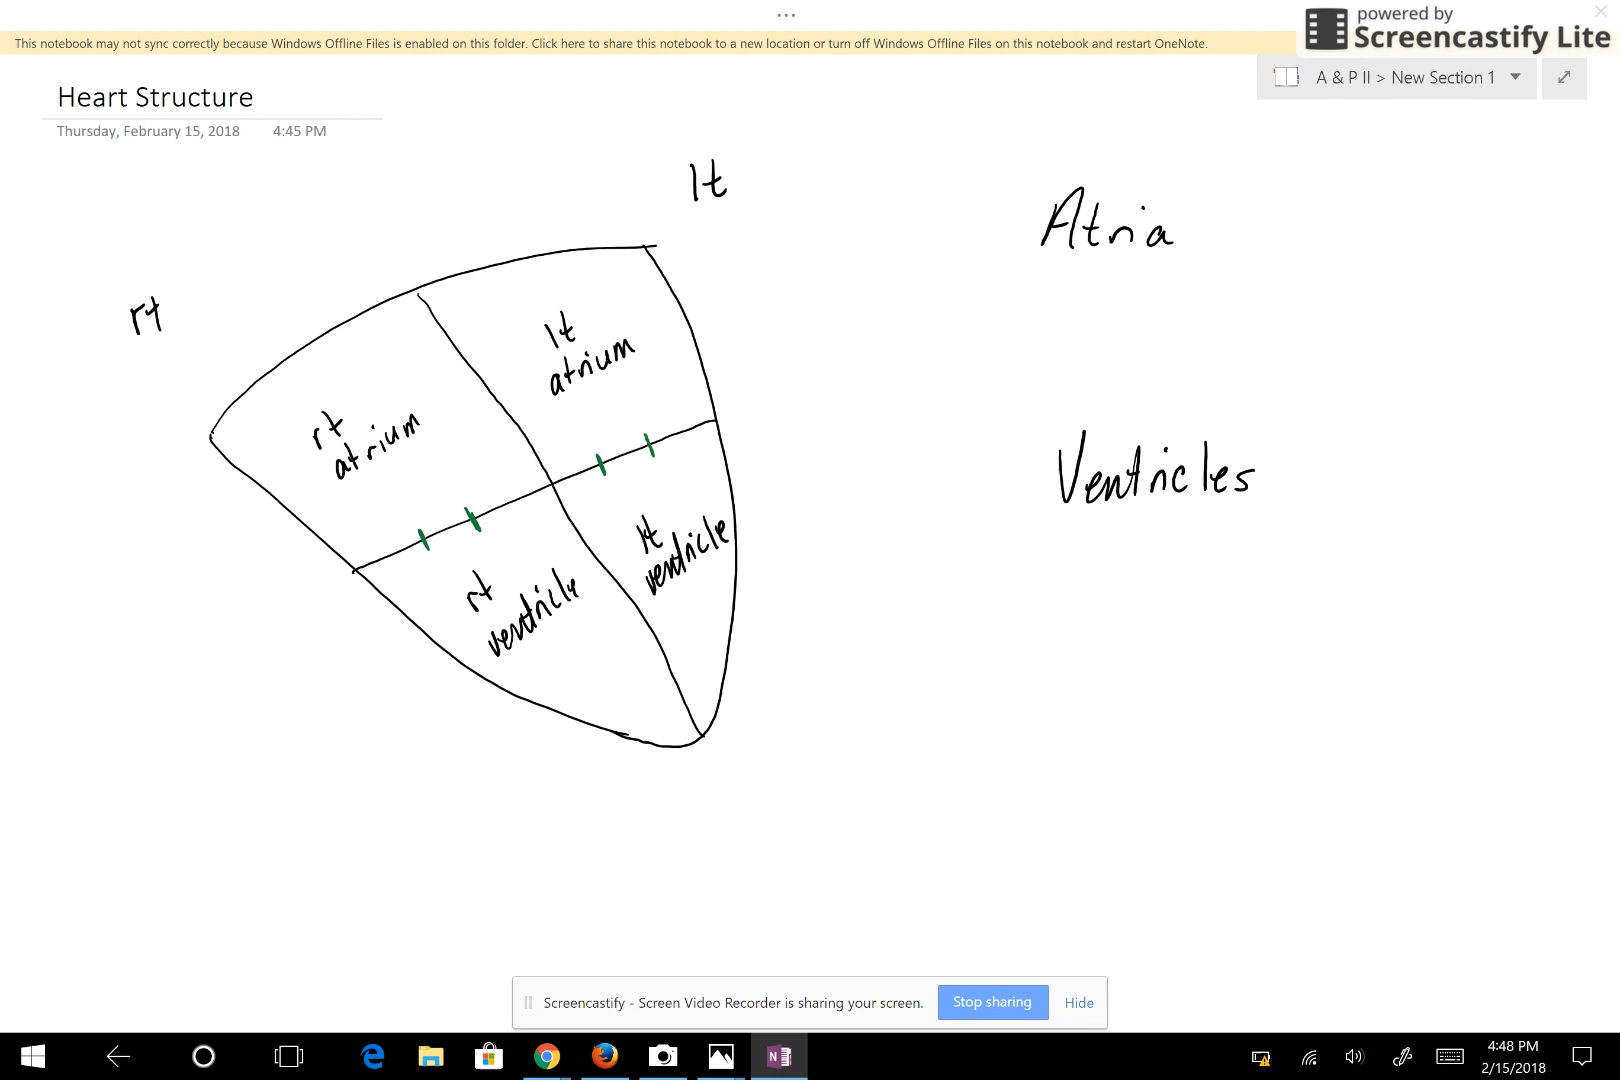 ...
powered by
Screencastify Lite
This notebook may not sync correctly because Windows Offline Files is enabled on this folder. Click here to share this notebook to a new location or turn off Windows Offline Files on this notebook and restart OneNote.
A & P II > New Section 1
Heart Structure
Thursday, February 15, 2018 4:45 PM
lt
Atria
rt
lt
atrium
rt
atrium
Ventricles
lt
ventricle
rt
ventricle
Screencastify - Screen Video Recorder is sharing your screen. Stop sharing Hide
4:48 PM
2/15/2018